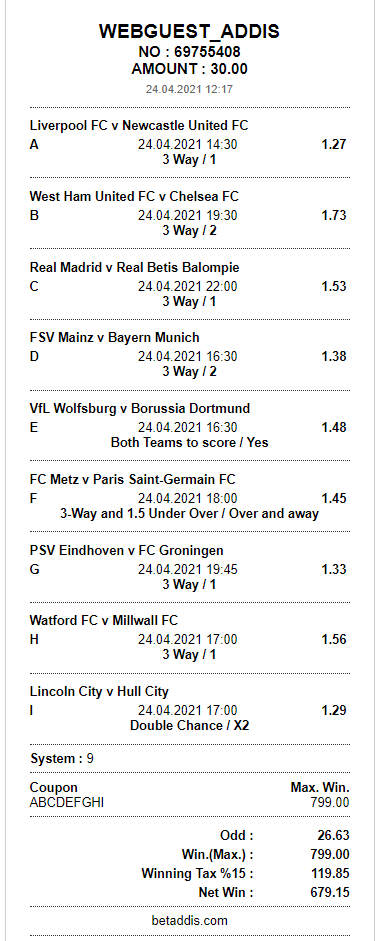 WEBGUEST_ADDIS
NO : 69755408
AMOUNT : 30.00
24.04.2021 12:17
Liverpool FC v Newcastle United FC
A 24.04.2021 14:30 1.27
3 Way / 1
West Ham United FC v Chelsea FC
B 24.04.2021 19:30 1.73
3 Way / 2
Real Madrid v Real Betis Balompie
C 24.04.2021 22:00 1.53
3 Way / 1
FSV Mainz v Bayern Munich
D 24.04.2021 16:30 1.38
3 Way / 2
VfL Wolfsburg v Borussia Dortmund
E 24.04.2021 16:30 1.48
Both Teams to score / Yes
FC Metz v Paris Saint-Germain FC
F 24.04.2021 18:00 1.45
3-Way and 1.5 Under Over / Over and away
PSV Eindhoven v FC Groningen
G 24.04.2021 19:45 1.33
3 Way / 1
Watford FC v Millwall FC
H 24.04.2021 17:00 1.56
3 Way / 1
Lincoln City v Hull City
I 24.04.2021 17:00 1.29
Double Chance / X2
System : 9
Coupon Max. Win.
ABCDEFGHI 799.00
Odd : 26.63
Win.(Max.) : 799.00
Winning Tax %15 : 119.85
Net Win : 679.15
betaddis.com